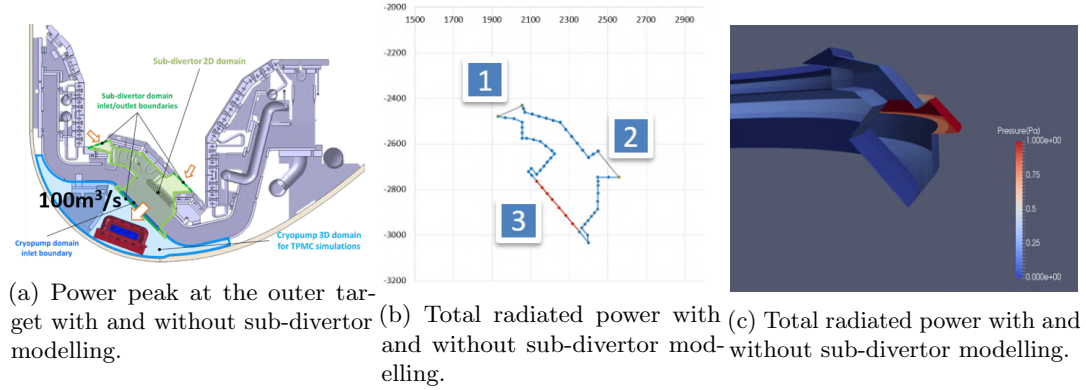 Sub-divertor 2D domain
Sub-divertor domain
inlet/outlet boundaries
100m³/s
Cryopump domain
inlet boundary
Cryopump 3D domain
for TPMC simulations
(a) Power peak at the outer tar-
get with and without sub-divertor
modelling.
1500 1700 1900 2100 2300 2500 2700 2900
-2000
-2200
-2400
-2600
-2800
-3000
-3200
1
2
3
(b) Total radiated power with
and without sub-divertor mod-
elling.
Pressure(Pa)
1.000e+00
0.75
0.5
0.25
0.000e+00
(c) Total radiated power with and
without sub-divertor modelling.